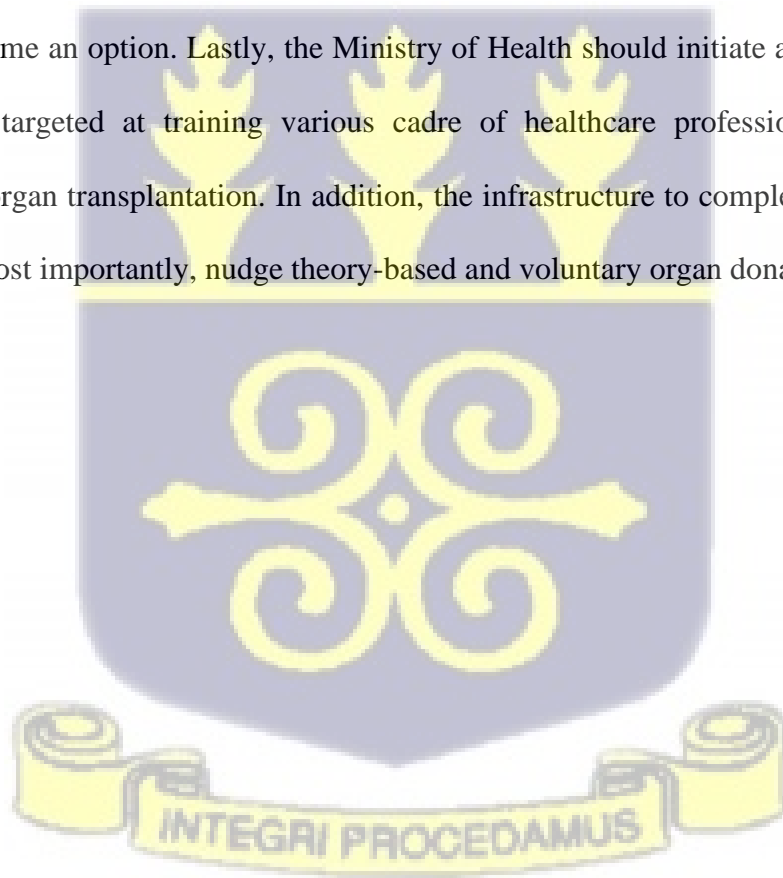 me an option. Lastly, the Ministry of Health should initiate a
targeted at training various cadre of healthcare professio
organ transplantation. In addition, the infrastructure to comple
ost importantly, nudge theory-based and voluntary organ dona
INTEGRI PROCEDAMUS